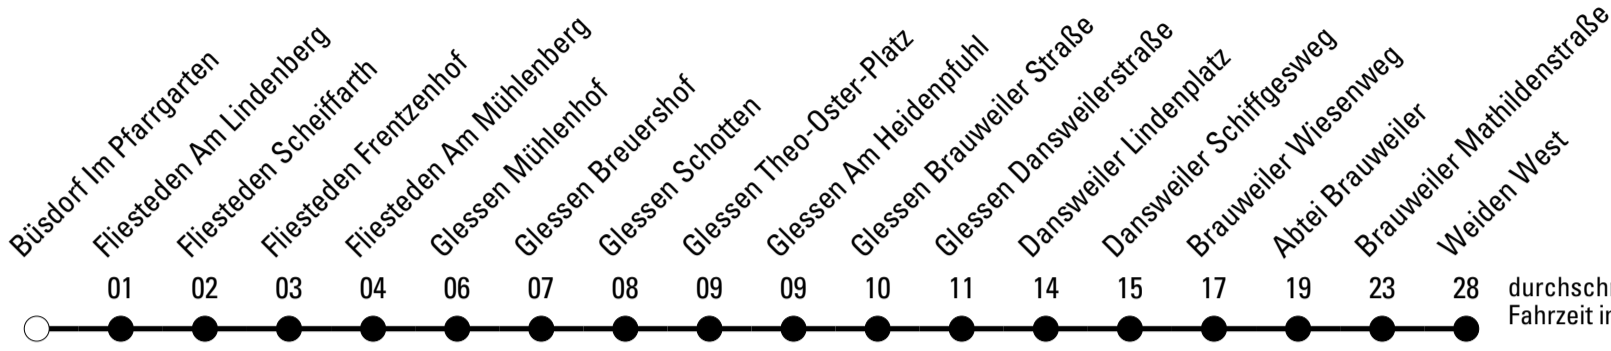 Büsdorf Im Pfarrgarten
Fliesteden Am Lindenberg
Fliesteden Scheiffarth
Fliesteden Frentzenhof
Fliesteden Am Mühlenberg
Glessen Mühlenhof
Glessen Breuershof
Glessen Schotten
Glessen Theo-Oster-Platz
Glessen Am Heidenpfuhl
Glessen Brauweiler Straße
Glessen Dansweilerstraße
Dansweiler Lindenplatz
Dansweiler Schiffgesweg
Brauweiler Wiesenweg
Abtei Brauweiler
Brauweiler Mathildenstraße
Weiden West
01 02 03 04 06 07 08 09 09 10 11 14 15 17 19 23 28
Fahrzeit